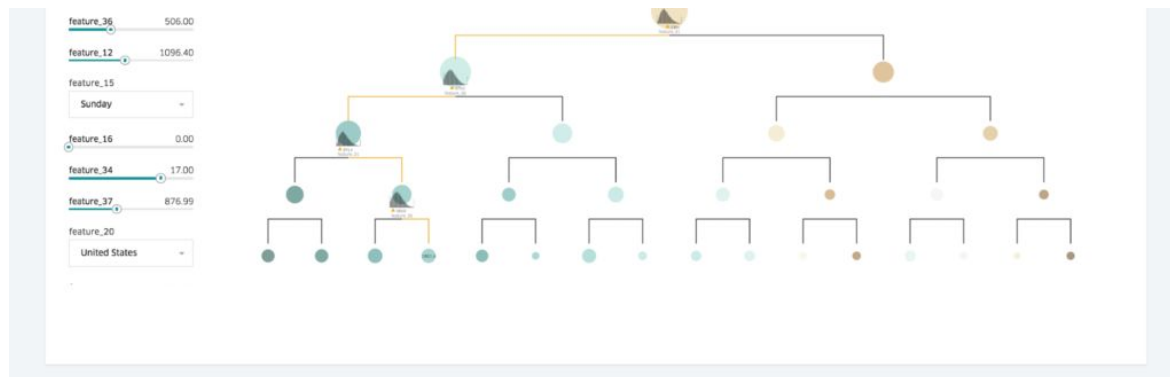 feature_36 506.00
feature_12 1096.40
feature_15
Sunday
feature_16 0.00
feature_34 17.00
feature_37 876.99
feature_20
United States